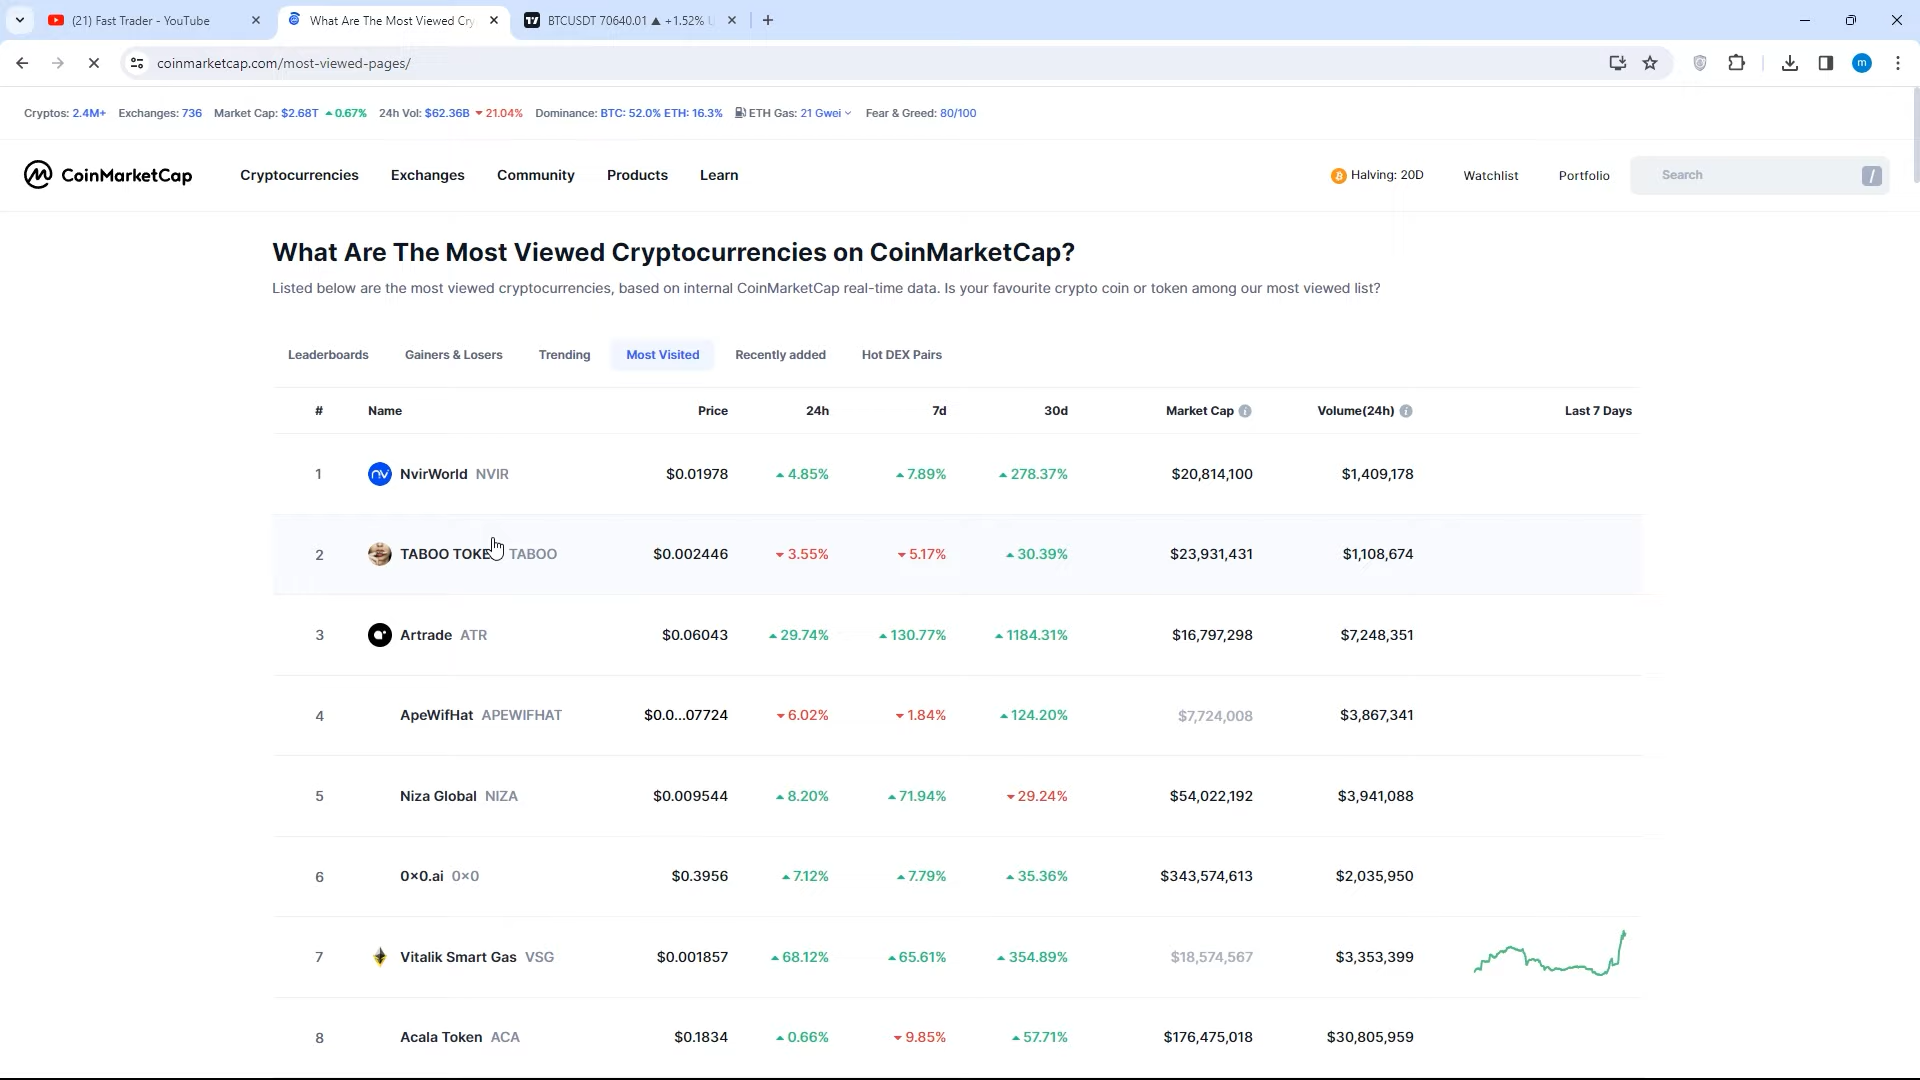 (21) Fast Trader - YouTube
What Are The Most Viewed Cry
BTCUSDT 70640.01 ▲ +1.52%
coinmarketcap.com/most-viewed-pages/
m
Cryptos: 2.4M+ Exchanges: 736 Market Cap: $2.68T ▲ 0.67% 24h Vol: $62.36B ▼ 21.04% Dominance: BTC: 52.0% ETH: 16.3% ETH Gas: 21 Gwei Fear & Greed: 80/100
CoinMarketCap Cryptocurrencies Exchanges Community Products Learn Halving: 20D Watchlist Portfolio Search /
What Are The Most Viewed Cryptocurrencies on CoinMarketCap?
Listed below are the most viewed cryptocurrencies, based on internal CoinMarketCap real-time data. Is your favourite crypto coin or token among our most viewed list?
Leaderboards Gainers & Losers Trending Most Visited Recently added Hot DEX Pairs
# Name Price 24h 7d 30d Market Cap Volume(24h) Last 7 Days
1 NvirWorld NVIR $0.01978 ▲ 4.85% ▲ 7.89% ▲ 278.37% $20,814,100 $1,409,178
2 TABOO TOKE TABOO $0.002446 ▼ 3.55% ▼ 5.17% ▲ 30.39% $23,931,431 $1,108,674
3 Artrade ATR $0.06043 ▲ 29.74% ▲ 130.77% ▲ 1184.31% $16,797,298 $7,248,351
4 ApeWifHat APEWIFHAT $0.0...07724 ▼ 6.02% ▼ 1.84% ▲ 124.20% $7,724,008 $3,867,341
5 Niza Global NIZA $0.009544 ▲ 8.20% ▲ 71.94% ▼ 29.24% $54,022,192 $3,941,088
6 0×0.ai 0×0 $0.3956 ▲ 7.12% ▲ 7.79% ▲ 35.36% $343,574,613 $2,035,950
7 Vitalik Smart Gas VSG $0.001857 ▲ 68.12% ▲ 65.61% ▲ 354.89% $18,574,567 $3,353,399
8 Acala Token ACA $0.1834 ▲ 0.66% ▼ 9.85% ▲ 57.71% $176,475,018 $30,805,959